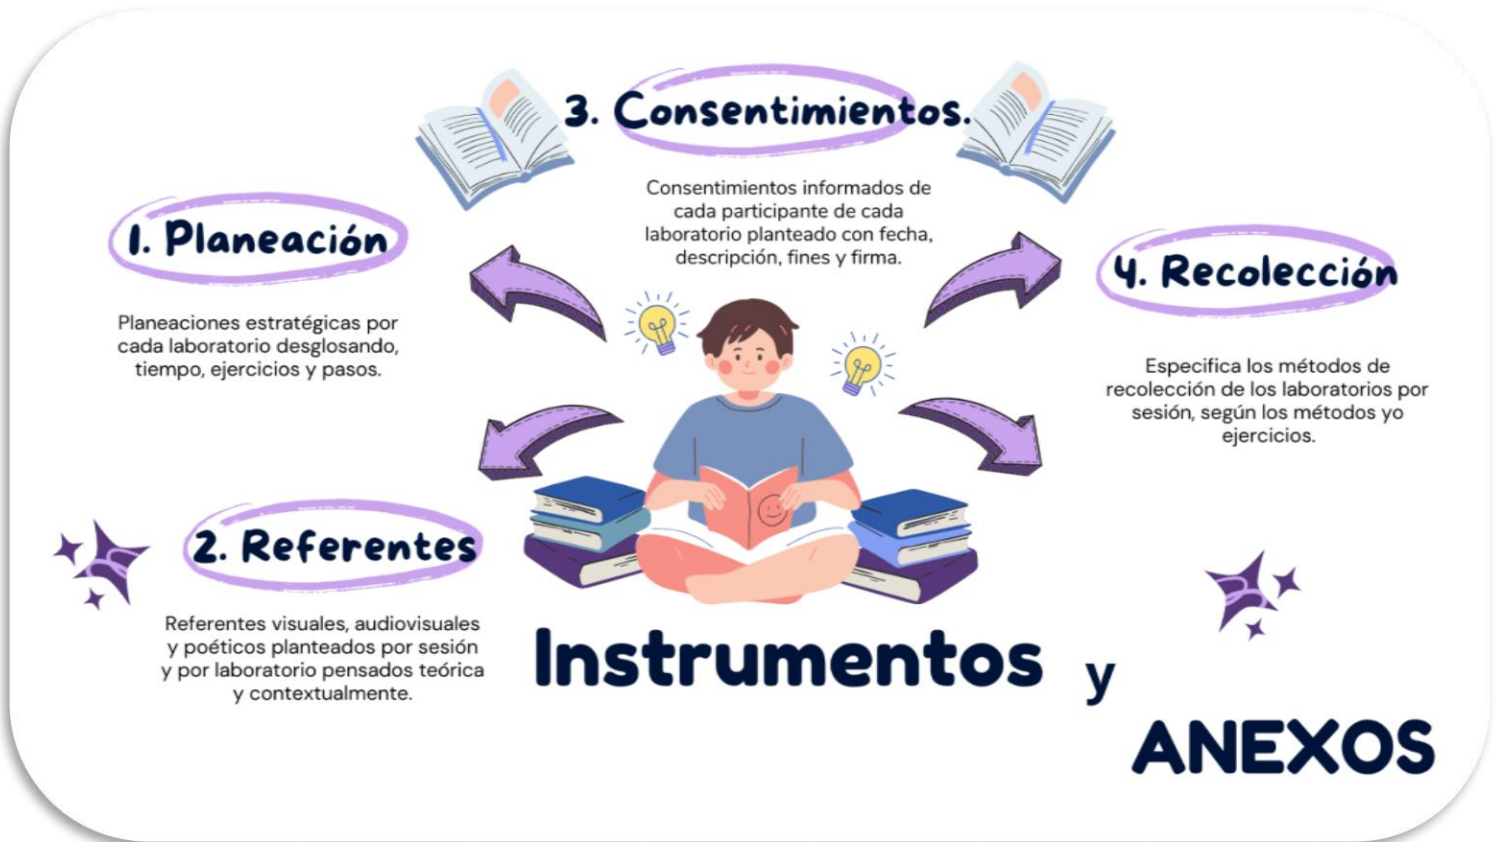 1. Planeación
Planeaciones estratégicas por
cada laboratorio desglosando,
tiempo, ejercicios y pasos.
2. Referentes
Referentes visuales, audiovisuales
y poéticos planteados por sesión
y por laboratorio pensados teórica
y contextualmente.
3. Consentimientos.
Consentimientos informados de
cada participante de cada
laboratorio planteado con fecha,
descripción, fines y firma.
4. Recolección
Especifica los métodos de
recolección de los laboratorios por
sesión, según los métodos yo
ejercicios.
Instrumentos y
ANEXOS